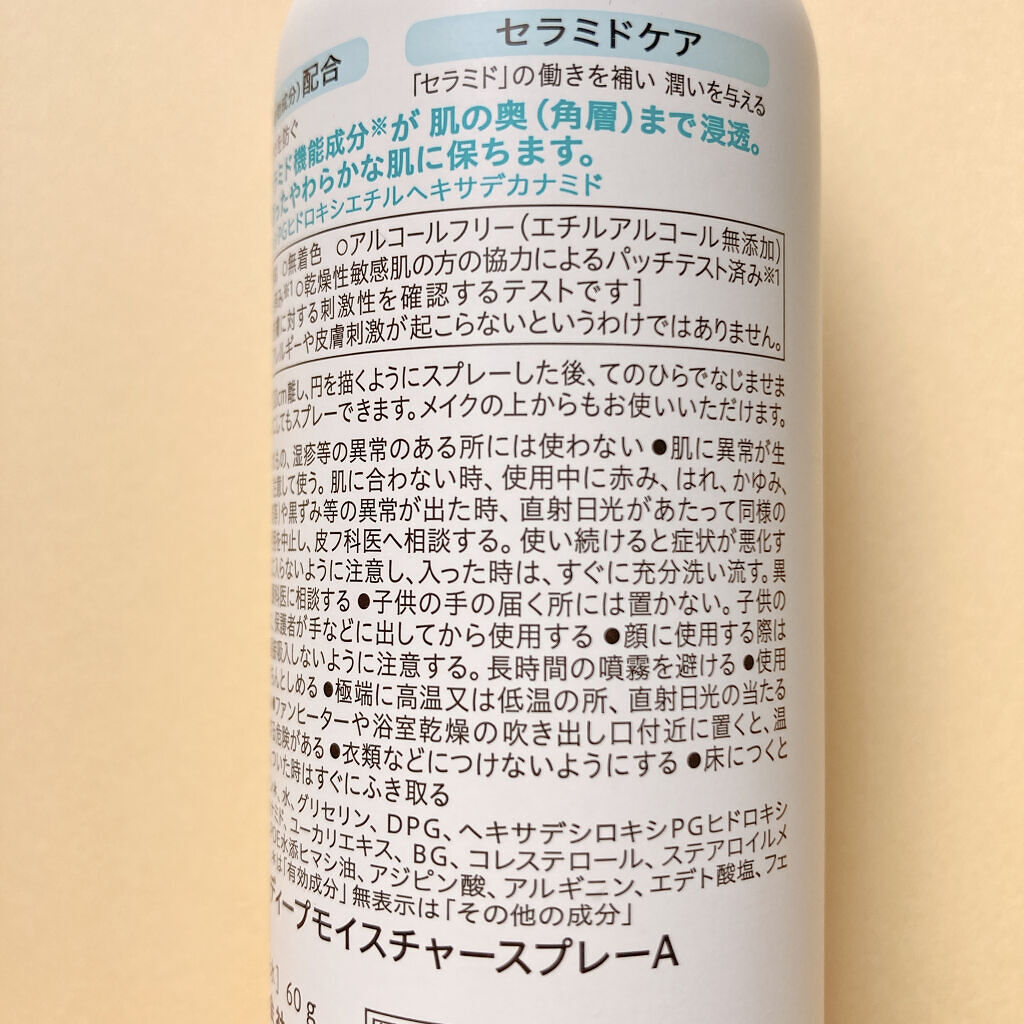 セラミドケア
成分)配合
「セラミド」の働きを補い 潤いを与える
を防ぐ
ミド機能成分※が 肌の奥(角層)まで浸透。
ったやわらかな肌に保ちます。
PGヒドロキシエチルヘキサデカナミド
○無着色 ○アルコールフリー(エチルアルコール無添加)
み※1○乾燥性敏感肌の方の協力によるパッチテスト済み※1
に対する刺激性を確認するテストです]
ルギーや皮膚刺激が起こらないというわけではありません。
cm離し、円を描くようにスプレーした後、てのひらでなじませま
してもスプレーできます。メイクの上からもお使いいただけます。
もの、湿疹等の異常のある所には使わない ●肌に異常が生
意して使う。肌に合わない時、使用中に赤み、はれ、かゆみ、
や黒ずみ等の異常が出た時、直射日光があたって同様の
を中止し、皮フ科医へ相談する。使い続けると症状が悪化す
入らないように注意し、入った時は、すぐに充分洗い流す。異
科医に相談する ●子供の手の届く所には置かない。子供の
保護者が手などに出してから使用する ●顔に使用する際は
吸入しないように注意する。長時間の噴霧を避ける ●使用
んとしめる ●極端に高温又は低温の所、直射日光の当たる
●ファンヒーターや浴室乾燥の吹き出し口付近に置くと、温
危険がある ●衣類などにつけないようにする ●床につくと
ついた時はすぐにふき取る
水、グリセリン、DPG、ヘキサデシロキシPGヒドロキシ
ミド、ユーカリエキス、BG、コレステロール、ステアロイルメ
水添ヒマシ油、アジピン酸、アルギニン、エデト酸塩、フェ
は「有効成分」無表示は「その他の成分」
ディープモイスチャースプレーA
60g